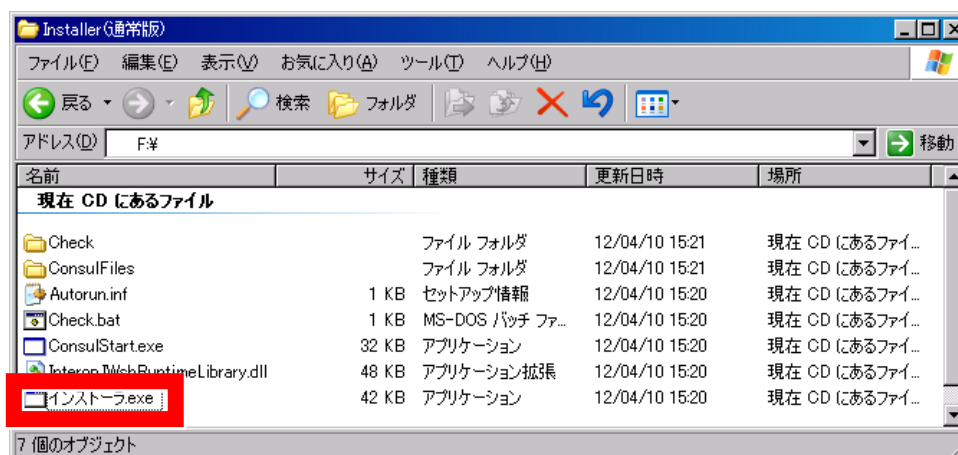 Installer(通常版)
ファイル(F) 編集(E) 表示(V) お気に入り(A) ツール(T) ヘルプ(H)
戻る 検索 フォルダ
アドレス(D) F:¥ 移動
名前 サイズ 種類 更新日時 場所
現在 CD にあるファイル
Check ファイル フォルダ 12/04/10 15:21 現在 CD にあるファイ...
ConsulFiles ファイル フォルダ 12/04/10 15:21 現在 CD にあるファイ...
Autorun.inf 1 KB セットアップ情報 12/04/10 15:20 現在 CD にあるファイ...
Check.bat 1 KB MS-DOS バッチ ファ... 12/04/10 15:20 現在 CD にあるファイ...
ConsulStart.exe 32 KB アプリケーション 12/04/10 15:20 現在 CD にあるファイ...
Interop.IWshRuntimeLibrary.dll 48 KB アプリケーション拡張 12/04/10 15:20 現在 CD にあるファイ...
インストーラ.exe 42 KB アプリケーション 12/04/10 15:20 現在 CD にあるファイ...
7 個のオブジェクト